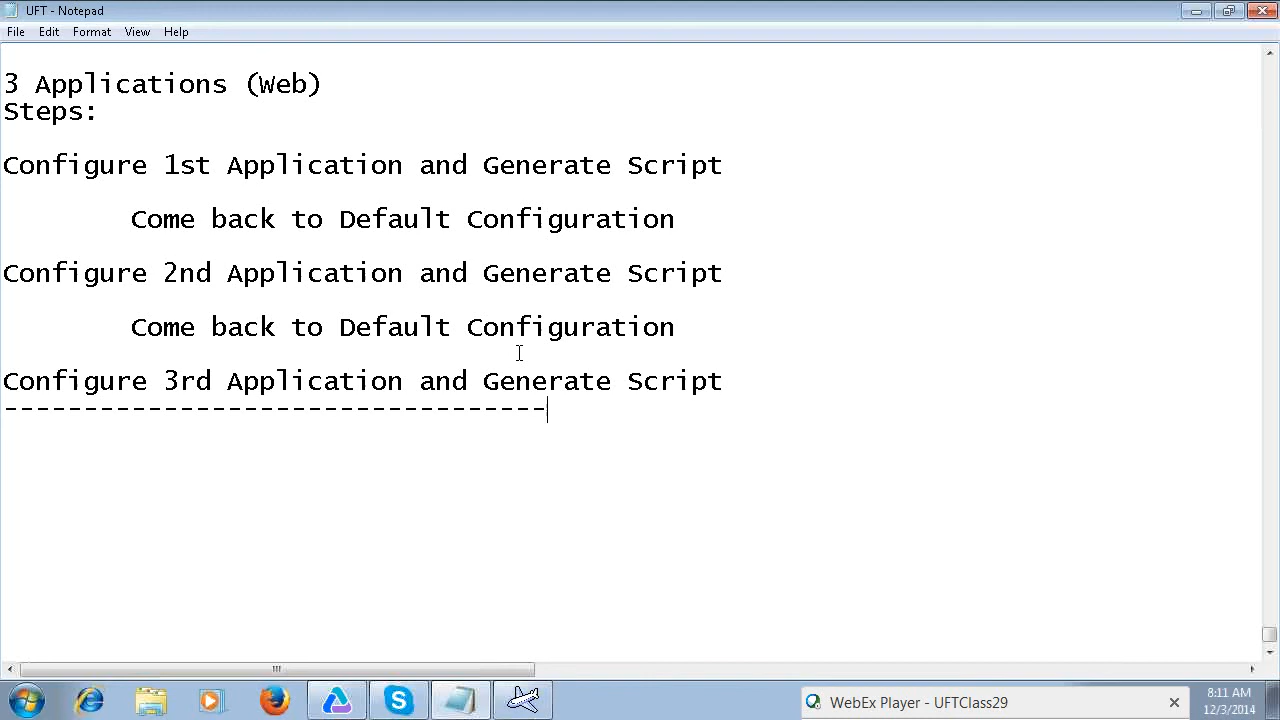 UFT - Notepad
File Edit Format View Help
3 Applications (Web)
Steps:
Configure 1st Application and Generate Script
Come back to Default Configuration
Configure 2nd Application and Generate Script
Come back to Default Configuration
Configure 3rd Application and Generate Script
----------------------------------
WebEx Player - UFTClass29
8:11 AM
12/3/2014